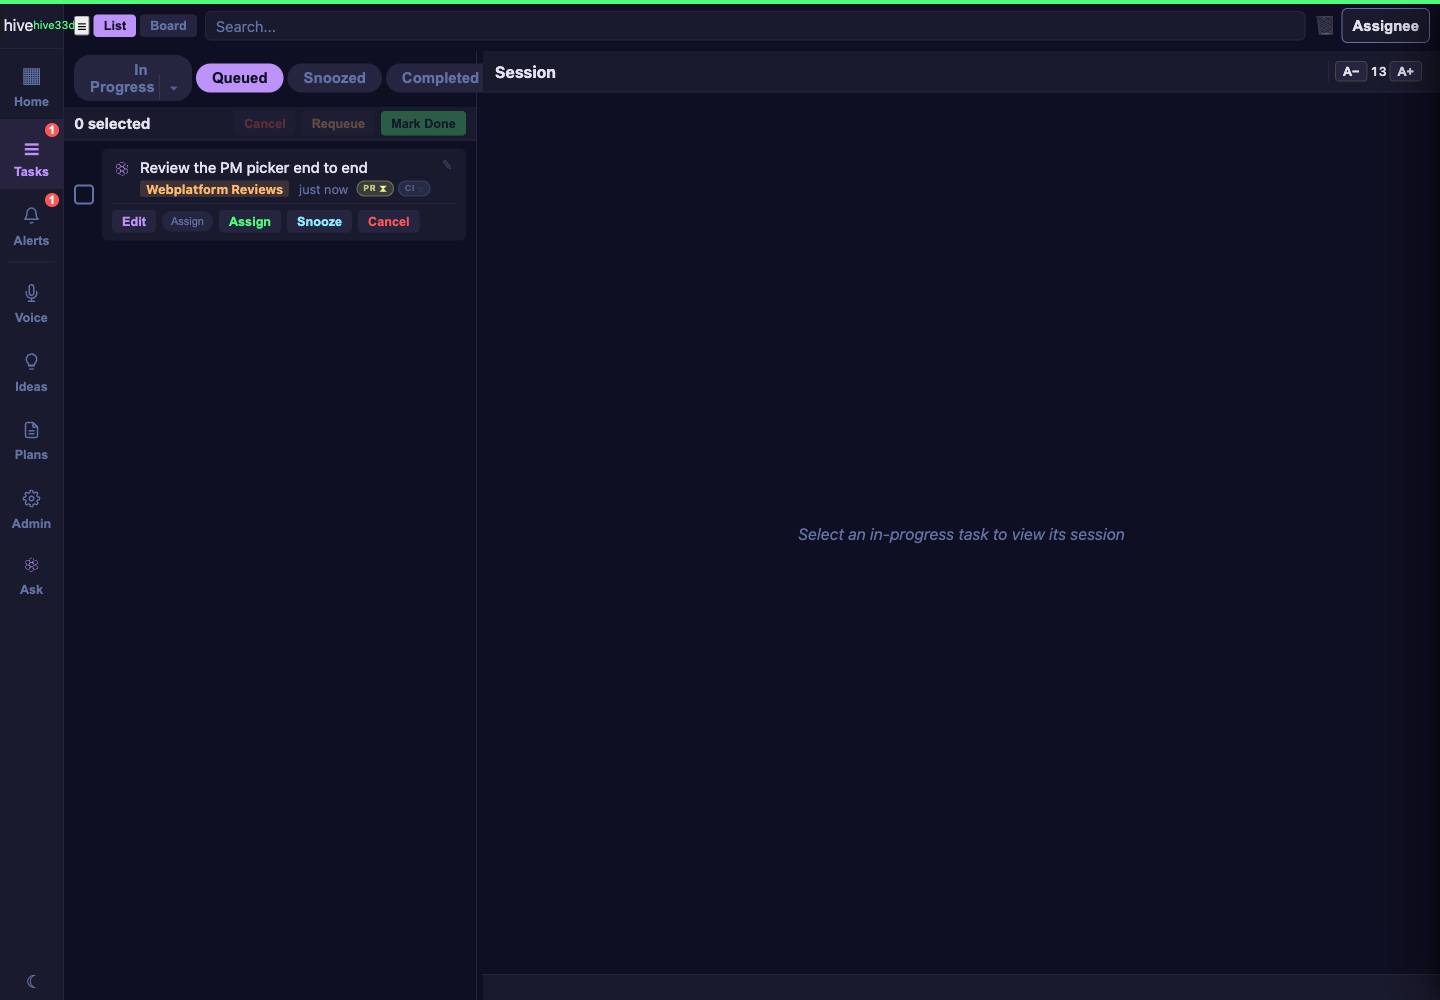 hivehive33d
List Board Search... Assignee
Home
1
Tasks
1
Alerts
Voice
Ideas
Plans
Admin
Ask
In Progress Queued Snoozed Completed
0 selected Cancel Requeue Mark Done
Review the PM picker end to end
Webplatform Reviews just now PR CI
Edit Assign Assign Snooze Cancel
Session A− 13 A+
Select an in-progress task to view its session